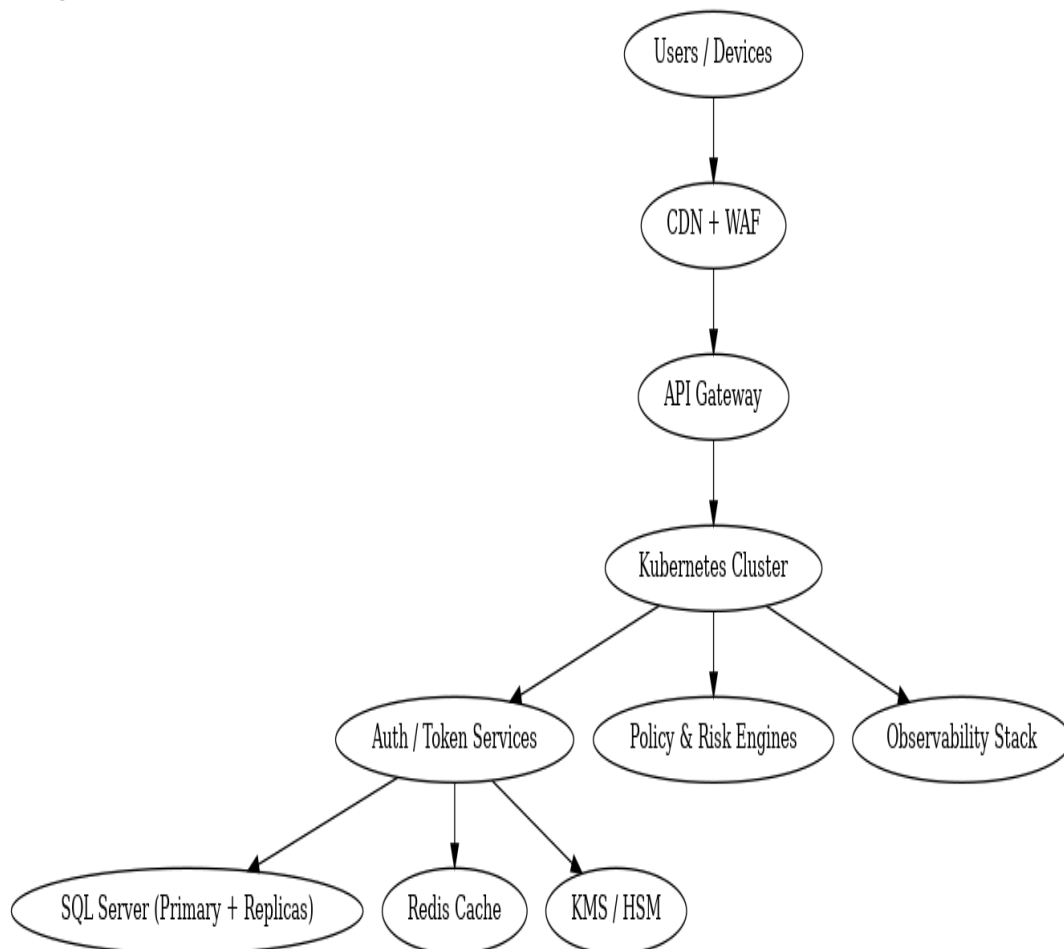 Users / Devices
CDN + WAF
API Gateway
Kubernetes Cluster
Auth / Token Services
Policy & Risk Engines
Observability Stack
SQL Server (Primary + Replicas)
Redis Cache
KMS / HSM